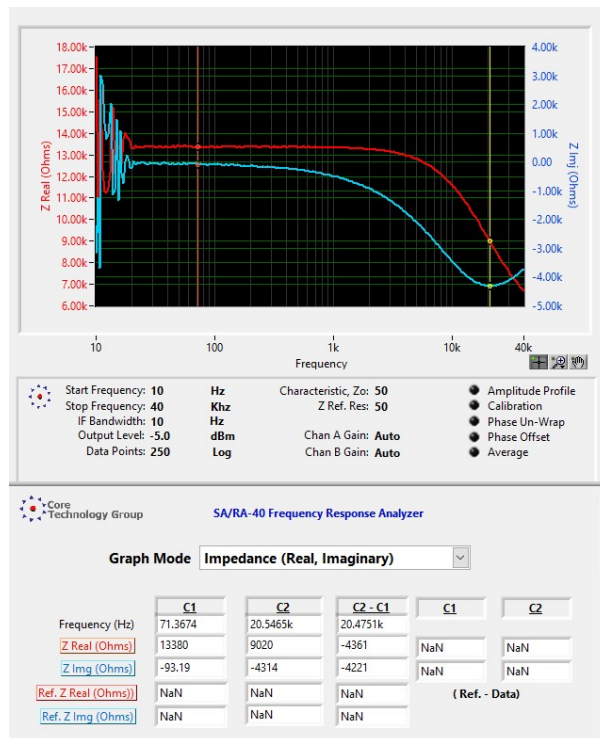 18.00k
17.00k
16.00k
15.00k
14.00k
13.00k
12.00k
11.00k
10.00k
9.00k
8.00k
7.00k
6.00k
Z Real (Ohms)
4.00k
3.00k
2.00k
1.00k
0.00
-1.00k
-2.00k
-3.00k
-4.00k
-5.00k
Z Imj (Ohms)
10 100 1k 10k 40k
Frequency
Start Frequency: 10 Hz Characteristic, Zo: 50 Amplitude Profile
Stop Frequency: 40 Khz Z Ref. Res: 50 Calibration
IF Bandwidth: 10 Hz Phase Un-Wrap
Output Level: -5.0 dBm Chan A Gain: Auto Phase Offset
Data Points: 250 Log Chan B Gain: Auto Average
Core
Technology Group
SA/RA-40 Frequency Response Analyzer
Graph Mode Impedance (Real, Imaginary)
C1 C2 C2 - C1 C1 C2
Frequency (Hz) 71.3674 20.5465k 20.4751k
Z Real (Ohms) 13380 9020 -4361 NaN NaN
Z Img (Ohms) -93.19 -4314 -4221 NaN NaN
Ref. Z Real (Ohms)) NaN NaN NaN ( Ref. - Data)
Ref. Z Img (Ohms) NaN NaN NaN